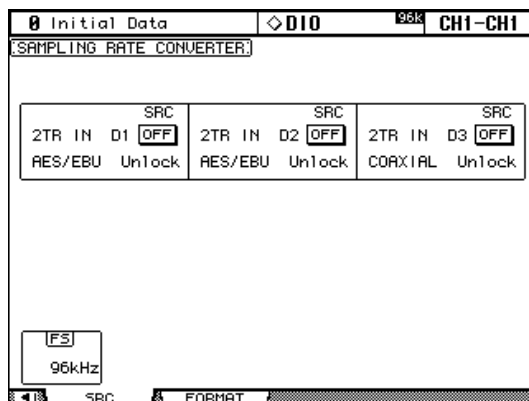 0 Initial Data ◇DIO 96K CH1-CH1
SAMPLING RATE CONVERTER
SRC SRC SRC
2TR IN D1 OFF 2TR IN D2 OFF 2TR IN D3 OFF
AES/EBU Unlock AES/EBU Unlock COAXIAL Unlock
FS
96kHz
SRC FORMAT